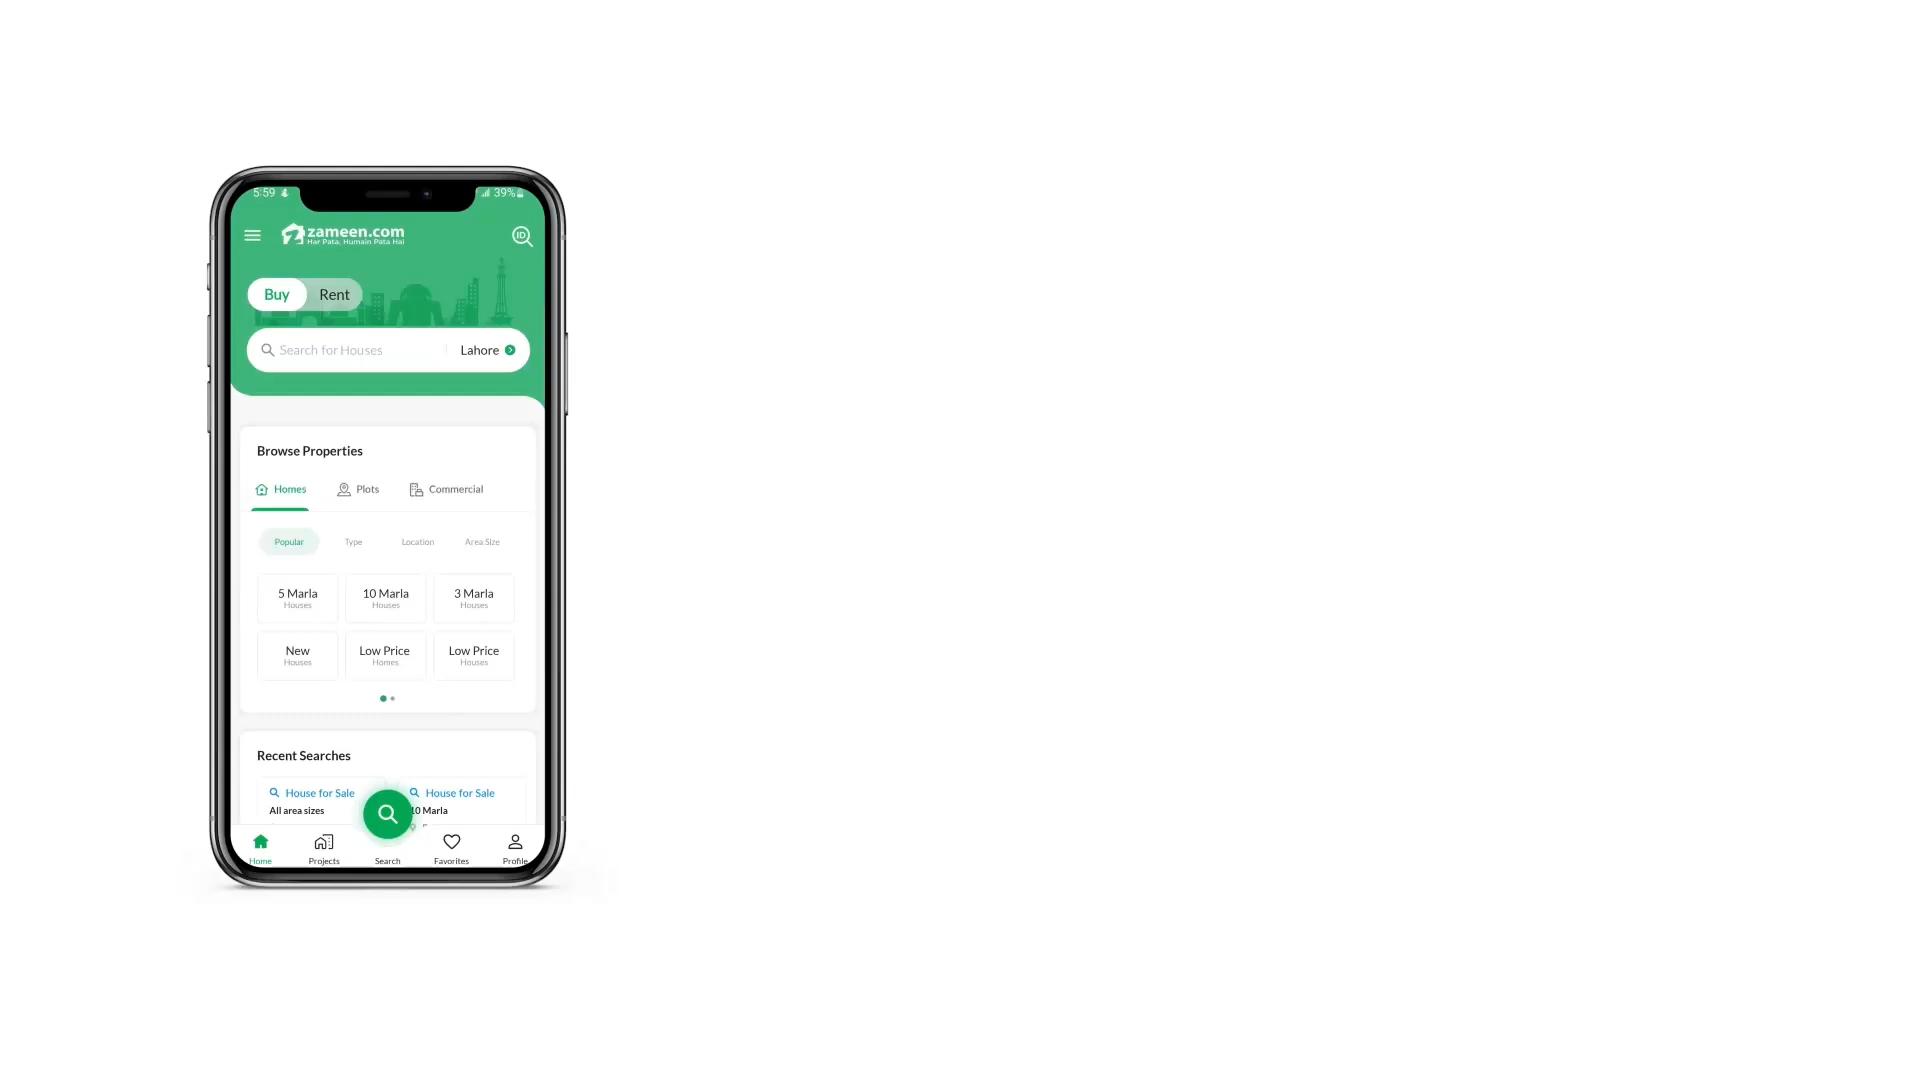 5:59 39%
zameen.com
Har Pata, Humain Pata Hai
ID
Buy Rent
Search for Houses Lahore
Browse Properties
Homes Plots Commercial
Popular Type Location Area Size
5 Marla 10 Marla 3 Marla
Houses Houses Houses
New Low Price Low Price
Houses Homes Houses
Recent Searches
House for Sale House for Sale
All area sizes 10 Marla
Home Projects Search Favorites Profile